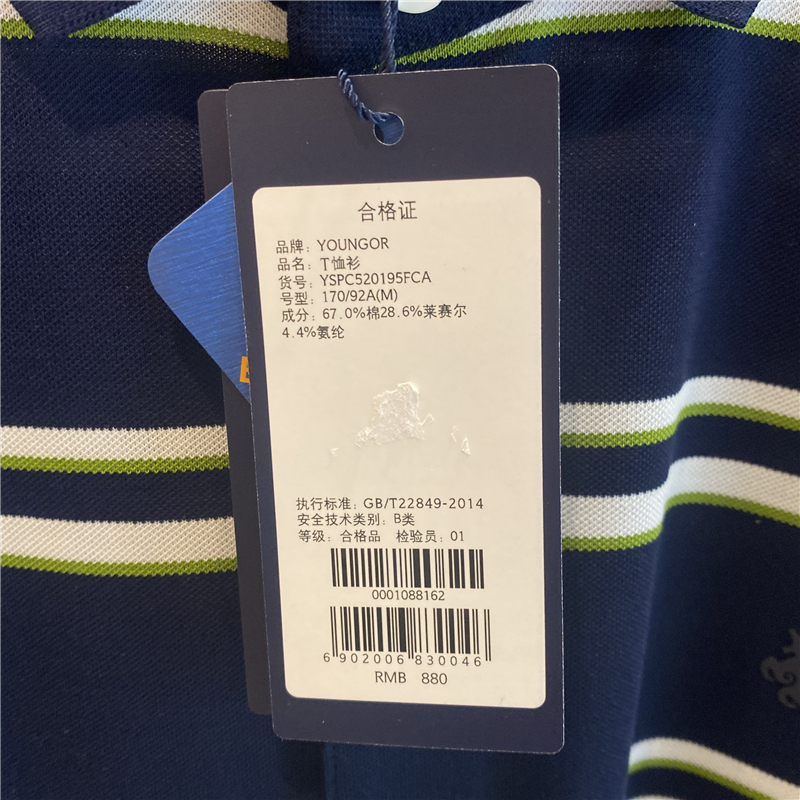 合格证
品牌: YOUNGOR
品名: T恤衫
货号: YSPC520195FCA
号型: 170/92A(M)
成分: 67.0%棉28.6%莱赛尔
4.4%氨纶
执行标准: GB/T22849-2014
安全技术类别: B类
等级: 合格品 检验员: 01
0001088162
6 902006 830046
RMB 880